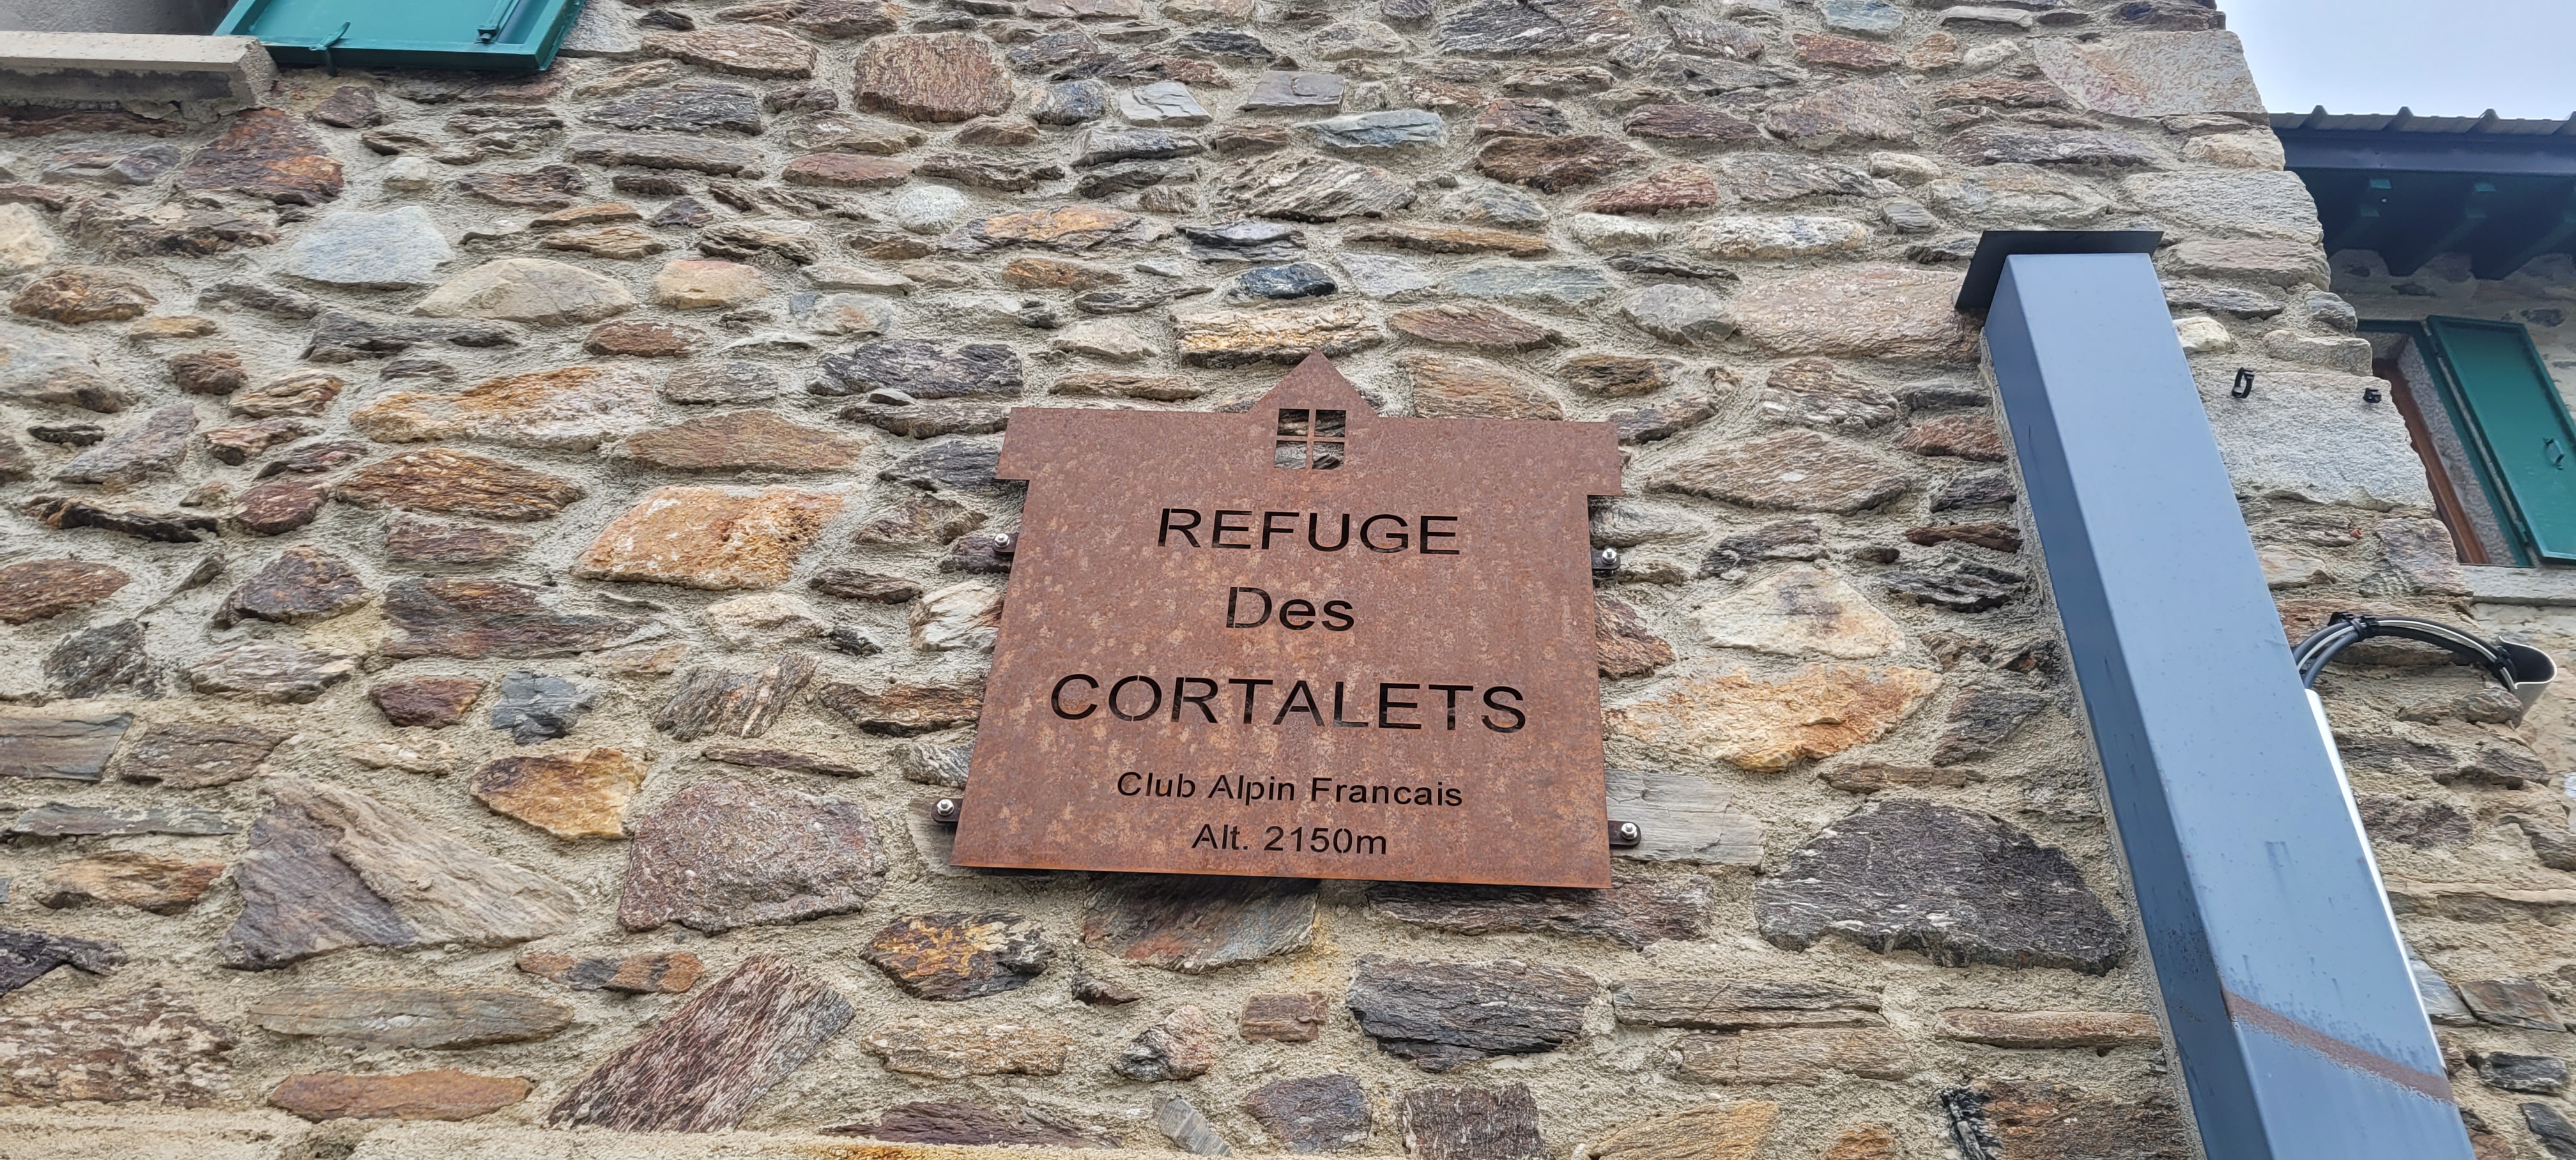 REFUGE
Des
CORTALETS
Club Alpin Francais
Alt. 2150m